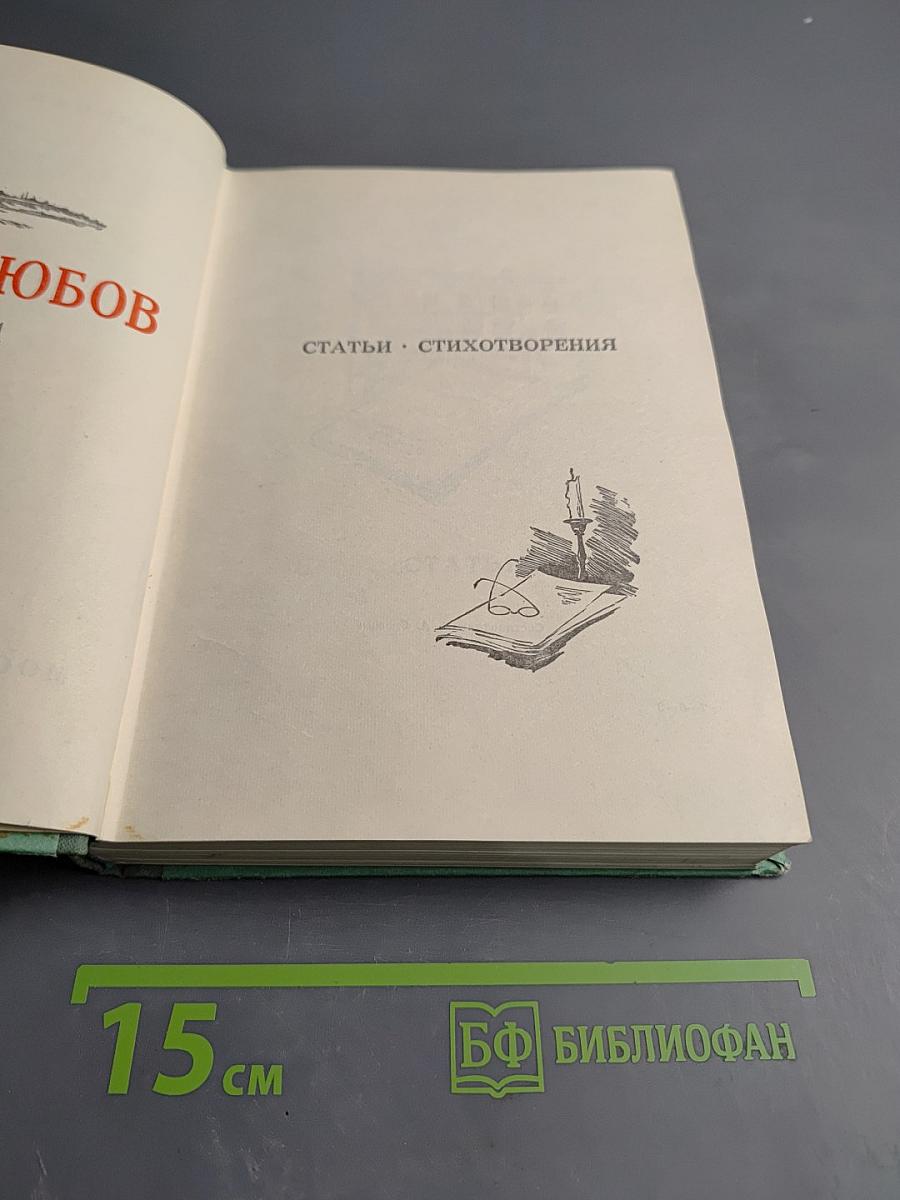 ЮБОВ
СТАТЬИ · СТИХОТВОРЕНИЯ
15 см
БФ БИБЛИОФАН